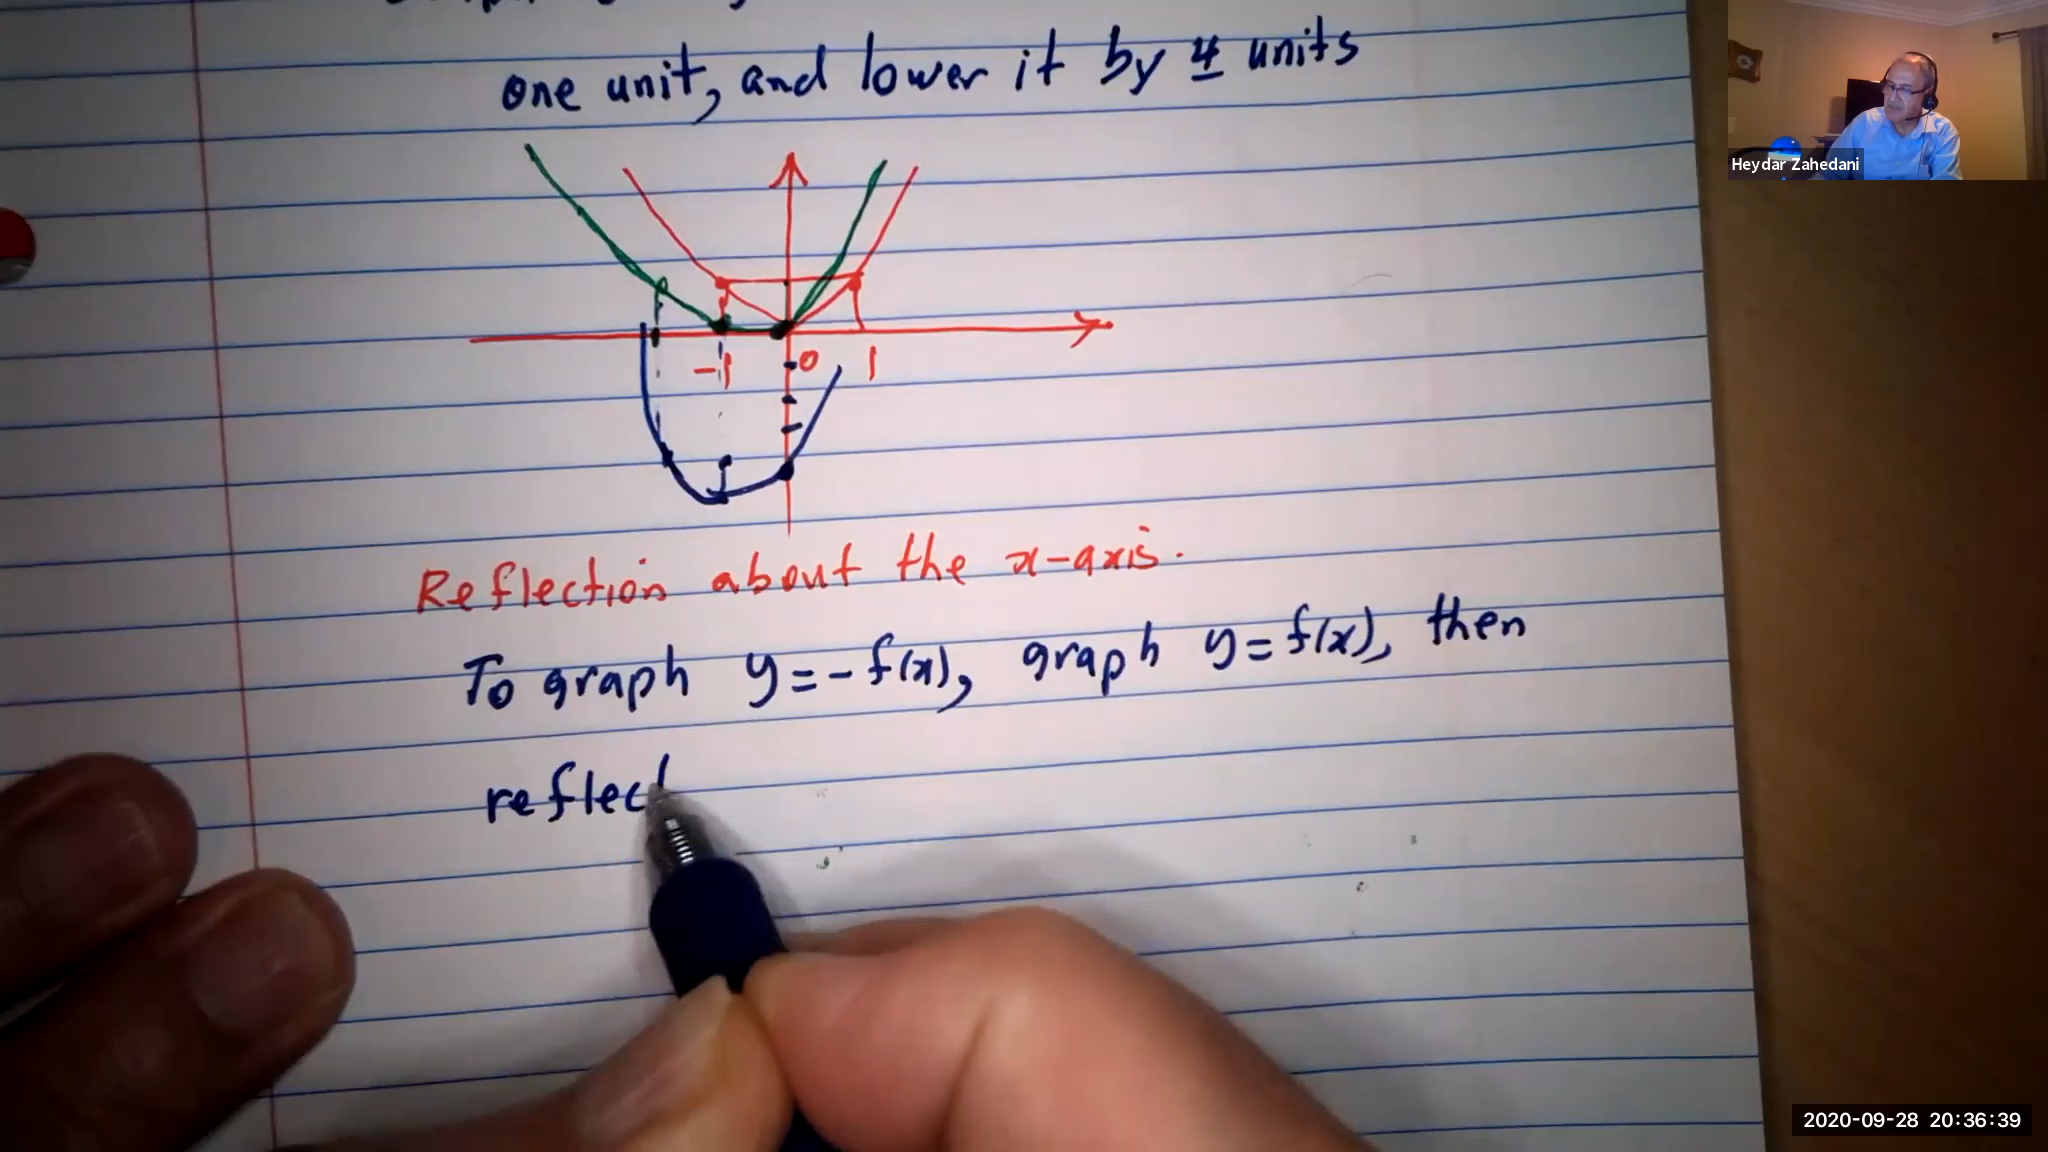 one unit, and lower it by 4 units
-1 0 1
Reflection about the x-axis.
To graph y = - f(x), graph y = f(x), then
reflect
Heydar Zahedani
2020-09-28 20:36:39